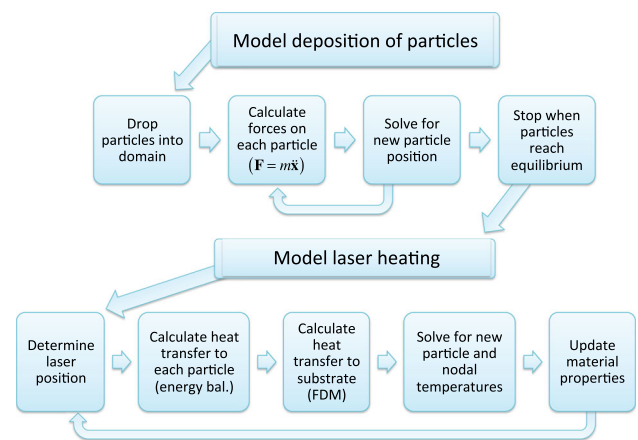 Model deposition of particles
Drop
particles into
domain
Calculate
forces on
each particle
(F = mẍ)
Solve for
new particle
position
Stop when
particles
reach
equilibrium
Model laser heating
Determine
laser
position
Calculate heat
transfer to
each particle
(energy bal.)
Calculate
heat
transfer to
substrate
(FDM)
Solve for new
particle and
nodal
temperatures
Update
material
properties